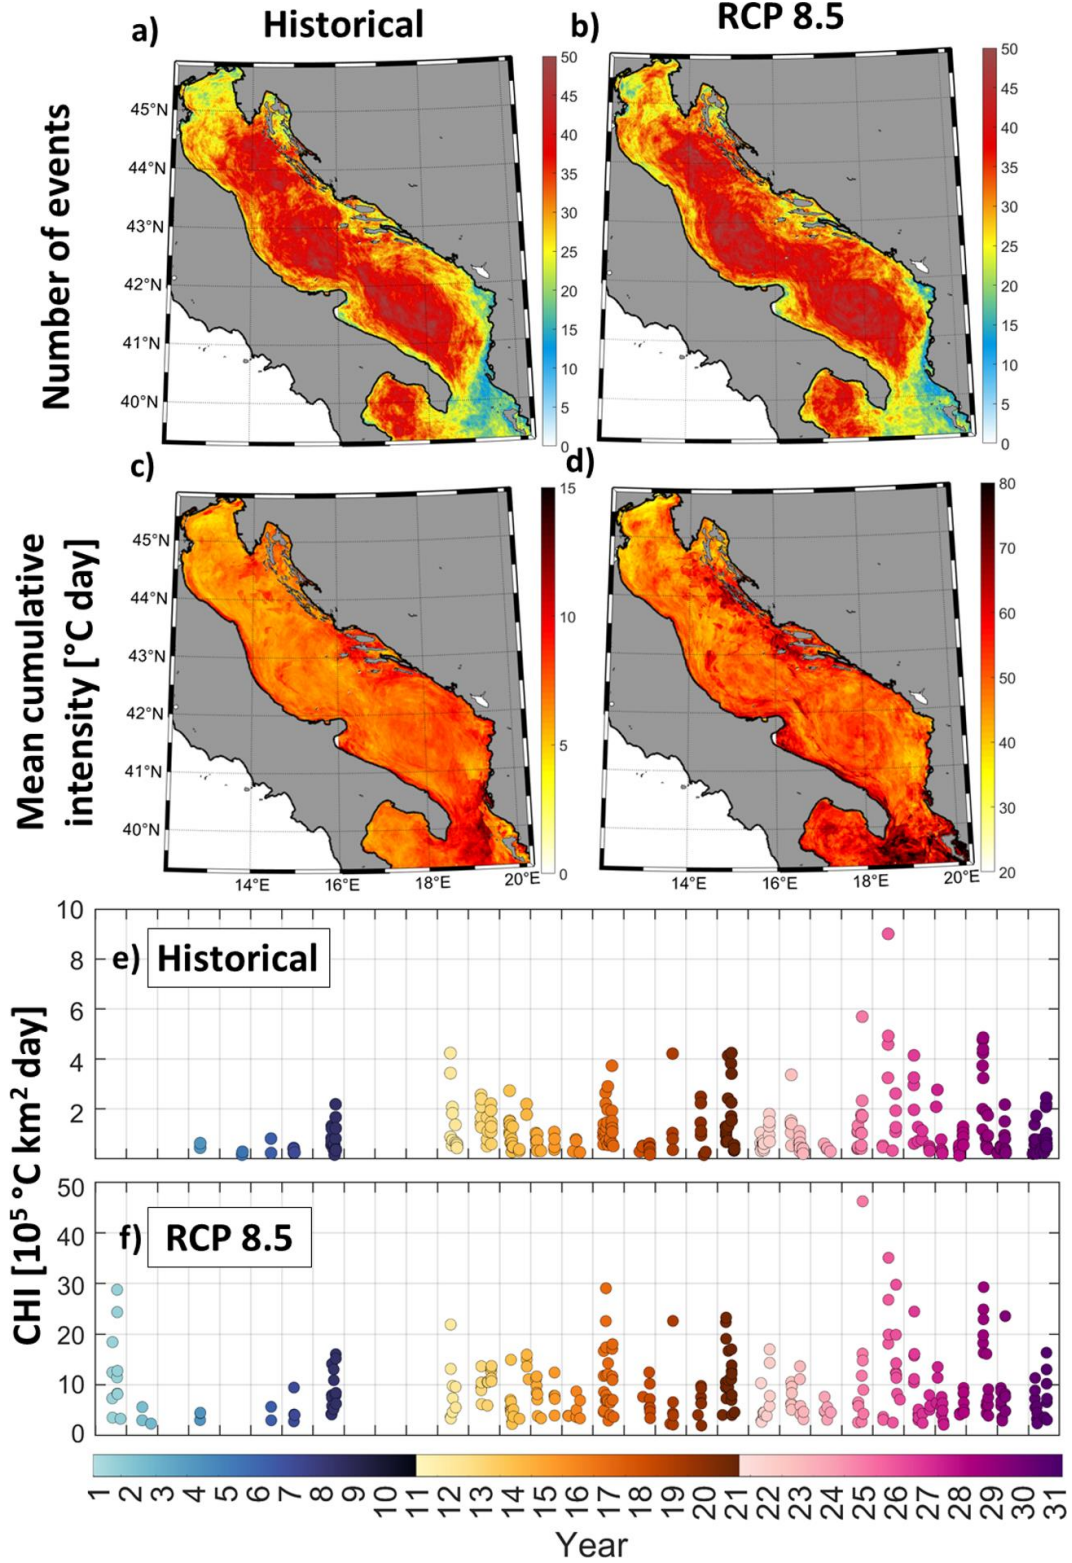 Historical
RCP 8.5
a)
b)
Number of events
45°N
44°N
43°N
42°N
41°N
40°N
50
45
40
35
30
25
20
15
10
5
0
50
45
40
35
30
25
20
15
10
5
0
c)
d)
Mean cumulative
intensity [°C day]
45°N
44°N
43°N
42°N
41°N
40°N
14°E
16°E
18°E
20°E
15
10
5
0
14°E
16°E
18°E
20°E
80
70
60
50
40
30
20
CHI [10⁵ °C km² day]
e) Historical
10
8
6
4
2
f) RCP 8.5
50
40
30
20
10
0
1 2 3 4 5 6 7 8 9 10 11 12 13 14 15 16 17 18 19 20 21 22 23 24 25 26 27 28 29 30 31
Year